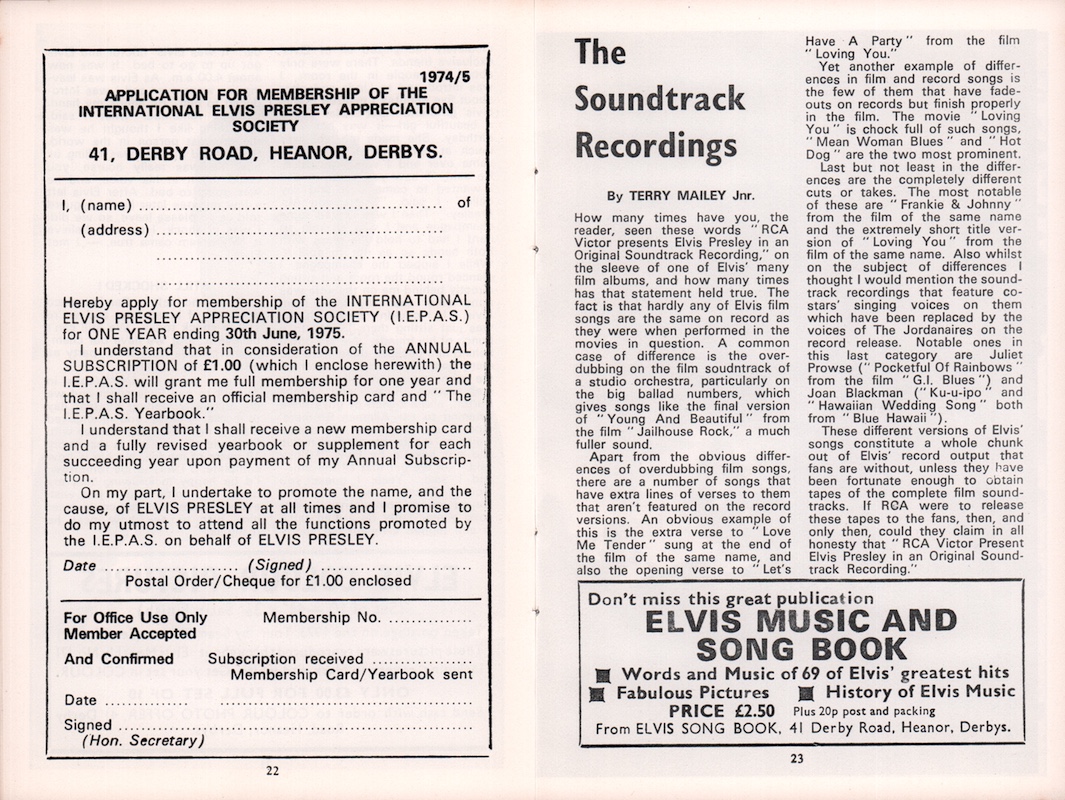 1974/5
APPLICATION FOR MEMBERSHIP OF THE
INTERNATIONAL ELVIS PRESLEY APPRECIATION
SOCIETY
41, DERBY ROAD, HEANOR, DERBYS.
I, (name) ............................................... of
(address) ..............................................
..............................................
..............................................
Hereby apply for membership of the INTERNATIONAL
ELVIS PRESLEY APPRECIATION SOCIETY (I.E.P.A.S.)
for ONE YEAR ending 30th June, 1975.
I understand that in consideration of the ANNUAL
SUBSCRIPTION of £1.00 (which I enclose herewith) the
I.E.P.A.S. will grant me full membership for one year and
that I shall receive an official membership card and " The
I.E.P.A.S. Yearbook."
I understand that I shall receive a new membership card
and a fully revised yearbook or supplement for each
succeeding year upon payment of my Annual Subscrip-
tion.
On my part, I undertake to promote the name, and the
cause, of ELVIS PRESLEY at all times and I promise to
do my utmost to attend all the functions promoted by
the I.E.P.A.S. on behalf of ELVIS PRESLEY.
Date ...................... (Signed) .........................
Postal Order/Cheque for £1.00 enclosed
For Office Use Only Membership No. ..............
Member Accepted
And Confirmed Subscription received .................
Membership Card/Yearbook sent
Date .............. ................................................
Signed ..........................................................
(Hon. Secretary)
22
The
Soundtrack
Recordings
By TERRY MAILEY Jnr.
How many times have you, the
reader, seen these words " RCA
Victor presents Elvis Presley in an
Original Soundtrack Recording," on
the sleeve of one of Elvis' many
film albums, and how many times
has that statement held true. The
fact is that hardly any of Elvis film
songs are the same on record as
they were when performed in the
movies in question. A common
case of difference is the over-
dubbing on the film soudntrack of
a studio orchestra, particularly on
the big ballad numbers, which
gives songs like the final version
of " Young And Beautiful " from
the film " Jailhouse Rock," a much
fuller sound.
Apart from the obvious differ-
ences of overdubbing film songs,
there are a number of songs that
have extra lines of verses to them
that aren't featured on the record
versions. An obvious example of
this is the extra verse to " Love
Me Tender " sung at the end of
the film of the same name, and
also the opening verse to " Let's
Have A Party " from the film
" Loving You."
Yet another example of differ-
ences in film and record songs is
the few of them that have fade-
outs on records but finish properly
in the film. The movie " Loving
You " is chock full of such songs,
" Mean Woman Blues " and " Hot
Dog " are the two most prominent.
Last but not least in the differ-
ences are the completely different
cuts or takes. The most notable
of these are " Frankie & Johnny "
from the film of the same name
and the extremely short title ver-
sion of " Loving You " from the
film of the same name. Also whilst
on the subject of differences I
thought I would mention the sound-
track recordings that feature co-
stars' singing voices on them
which have been replaced by the
voices of The Jordanaires on the
record release. Notable ones in
this last category are Juliet
Prowse (" Pocketful Of Rainbows "
from the film " G.I. Blues ") and
Joan Blackman (" Ku-u-ipo " and
" Hawaiian Wedding Song " both
from " Blue Hawaii ").
These different versions of Elvis'
songs constitute a whole chunk
out of Elvis' record output that
fans are without, unless they have
been fortunate enough to obtain
tapes of the complete film sound-
tracks. If RCA were to release
these tapes to the fans, then, and
only then, could they claim in all
honesty that " RCA Victor Present
Elvis Presley in an Original Sound-
track Recording."
Don't miss this great publication
ELVIS MUSIC AND
SONG BOOK
Words and Music of 69 of Elvis' greatest hits
Fabulous Pictures History of Elvis Music
PRICE £2.50 Plus 20p post and packing
From ELVIS SONG BOOK, 41 Derby Road, Heanor, Derbys.
23